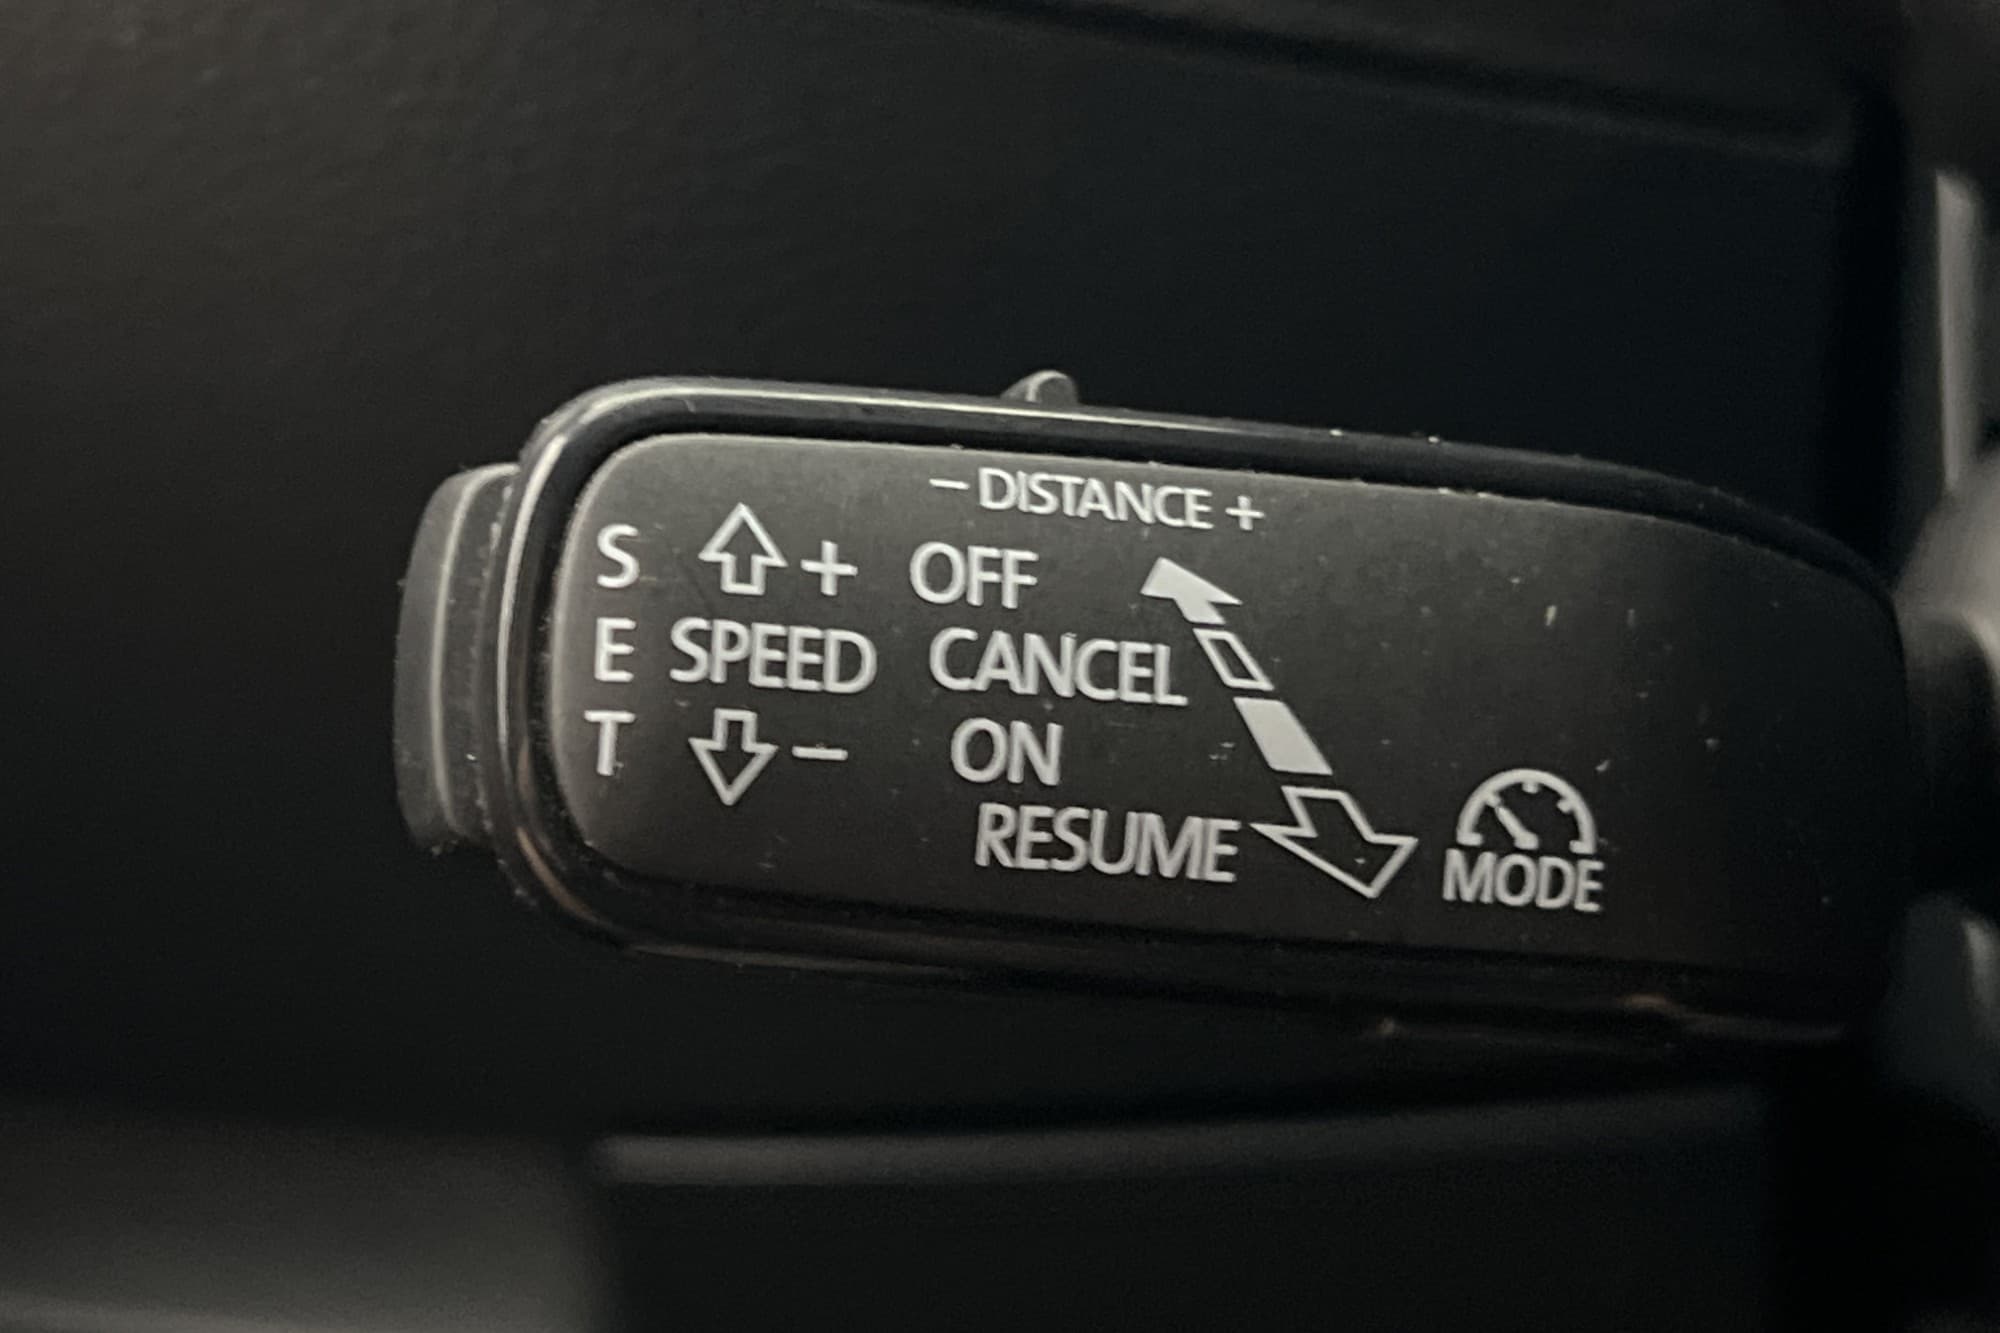 – DISTANCE +
S + OFF
E SPEED CANCEL
T – ON
RESUME
MODE